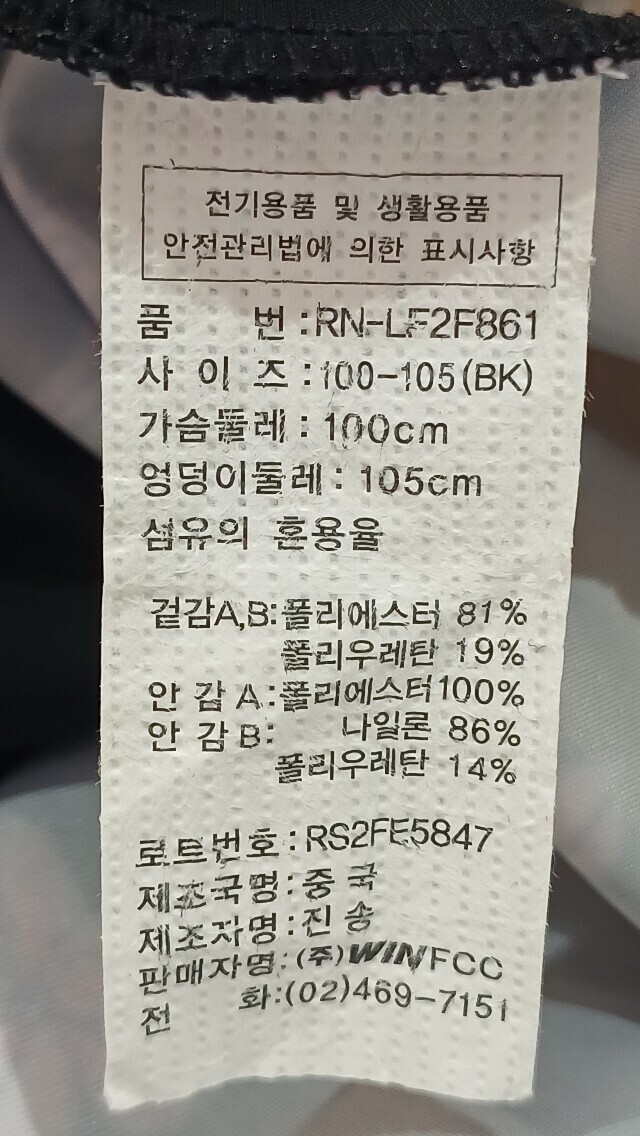 전기용품 및 생활용품
안전관리법에 의한 표시사항
품 번 : RN-LF2F861
사 이 즈 : 100-105(BK)
가슴둘레 : 100cm
엉덩이둘레 : 105cm
섬유의 혼용율
겉감A,B: 폴리에스터 81%
폴리우레탄 19%
안 감 A: 폴리에스터 100%
안 감 B: 나일론 86%
폴리우레탄 14%
로트번호 : RS2FE5847
제조국명 : 중 국
제조자명 : 진 송
판매자명 : (주)WINFCC
전 화:(02)469-7151